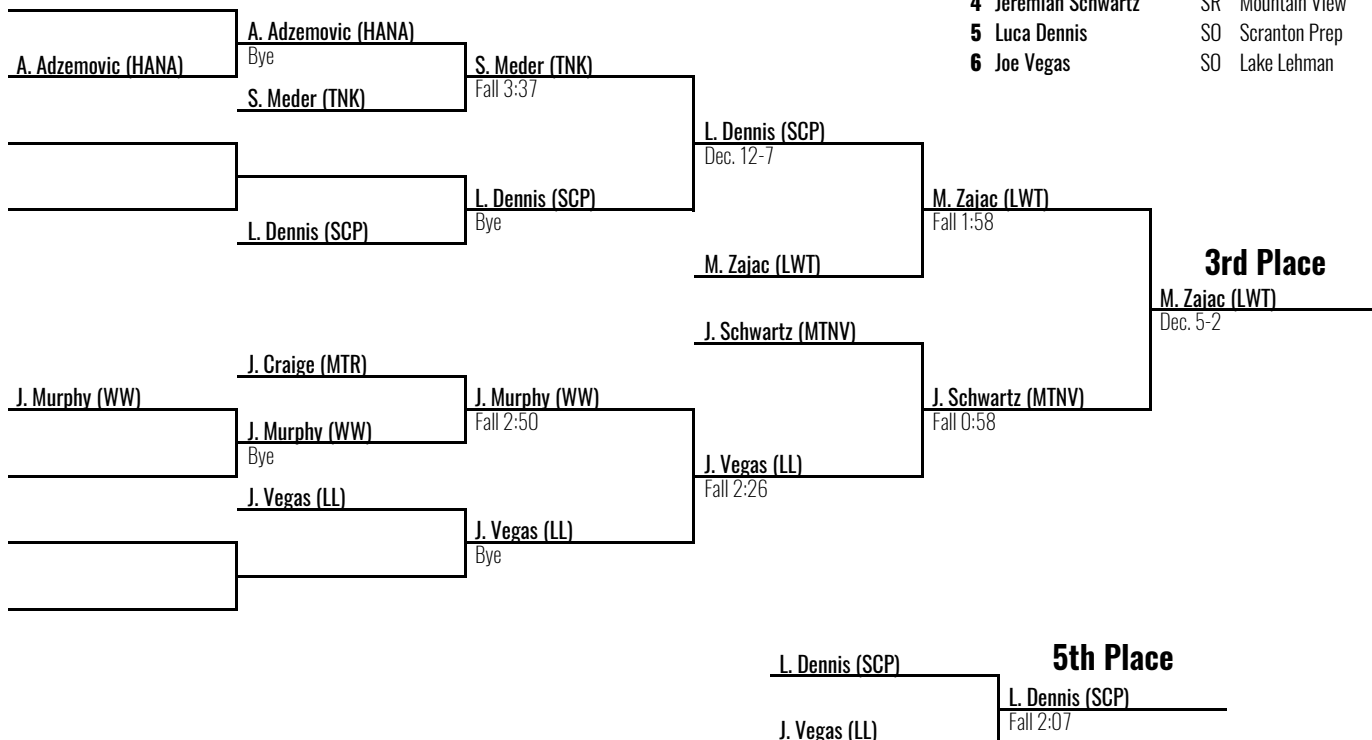 4 Jeremiah Schwartz SR Mountain View
5 Luca Dennis SO Scranton Prep
6 Joe Vegas SO Lake Lehman
A. Adzemovic (HANA)
Bye
A. Adzemovic (HANA)
S. Meder (TNK)
Fall 3:37
S. Meder (TNK)
L. Dennis (SCP)
Dec. 12-7
L. Dennis (SCP)
Bye
M. Zajac (LWT)
Fall 1:58
L. Dennis (SCP)
M. Zajac (LWT)
3rd Place
M. Zajac (LWT)
Dec. 5-2
J. Schwartz (MTNV)
J. Craige (MTR)
J. Murphy (WW)
J. Murphy (WW)
Fall 2:50
J. Schwartz (MTNV)
Fall 0:58
J. Murphy (WW)
Bye
J. Vegas (LL)
Fall 2:26
J. Vegas (LL)
J. Vegas (LL)
Bye
5th Place
L. Dennis (SCP)
L. Dennis (SCP)
Fall 2:07
J. Vegas (LL)